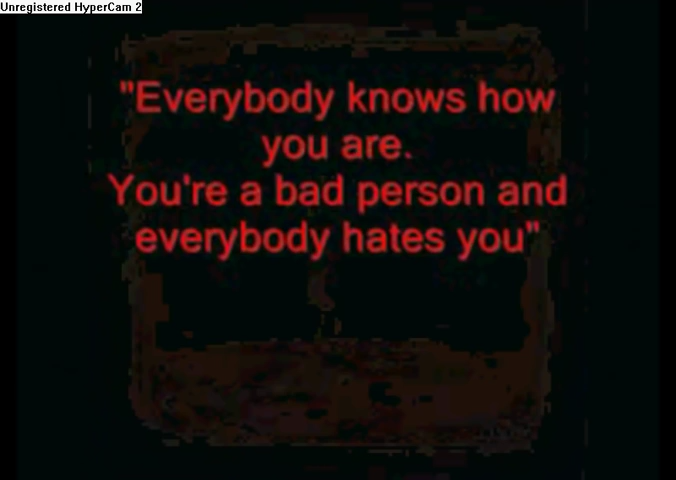 Unregistered HyperCam 2
"Everybody knows how
you are.
You're a bad person and
everybody hates you"